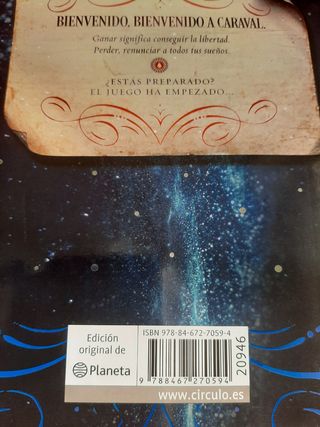 BIENVENIDO, BIENVENIDO A CARAVAL.
Ganar significa conseguir la libertad.
Perder, renunciar a todos tus sueños.
¿ESTÁS PREPARADO?
EL JUEGO HA EMPEZADO...
Edición
original de
Planeta
ISBN 978-84-672-7059-4
9 788467 270594
20946
www.circulo.es